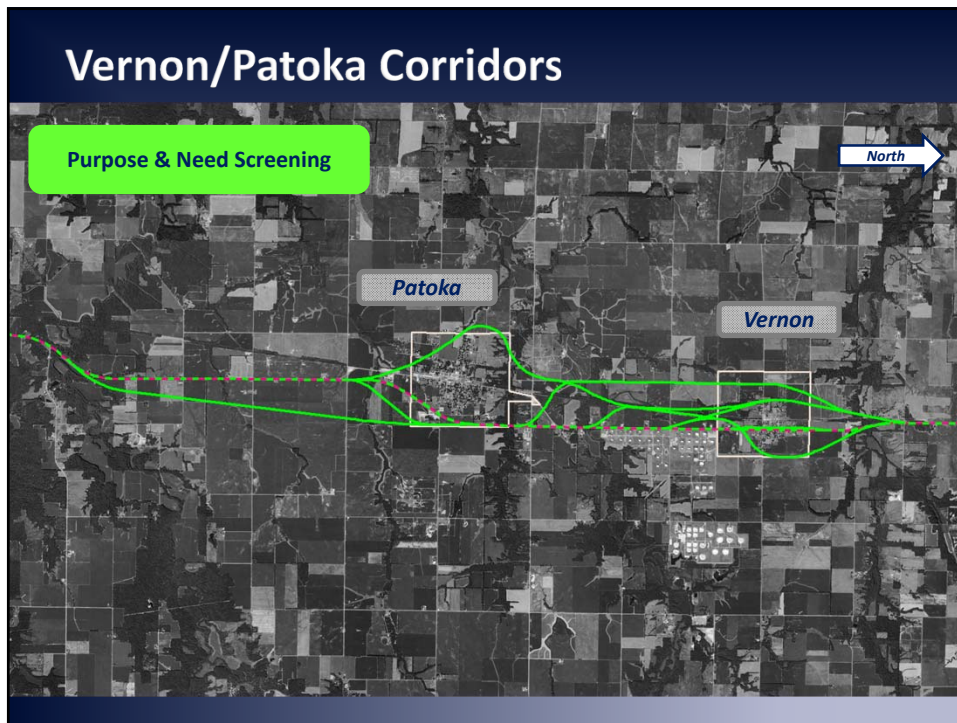 Vernon/Patoka Corridors
Purpose & Need Screening
North
Patoka
Vernon